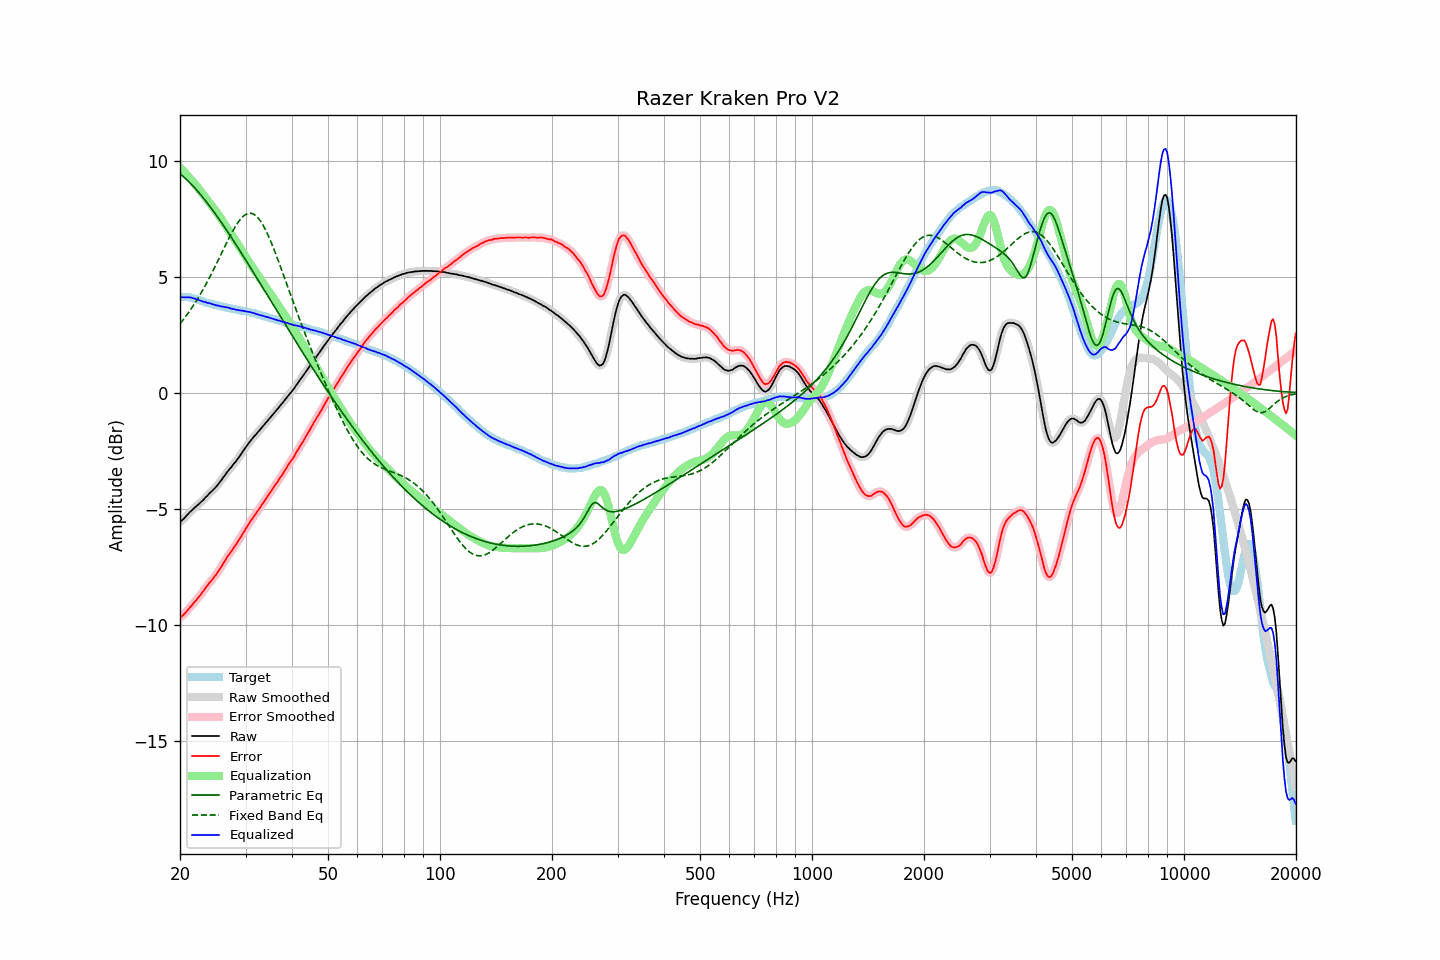 Razer Kraken Pro V2
10
5
0
−5
−10
−15
Amplitude (dBr)
Target
Raw Smoothed
Error Smoothed
Raw
Error
Equalization
Parametric Eq
Fixed Band Eq
Equalized
20 50 100 200 500 1000 2000 5000 10000 20000
Frequency (Hz)